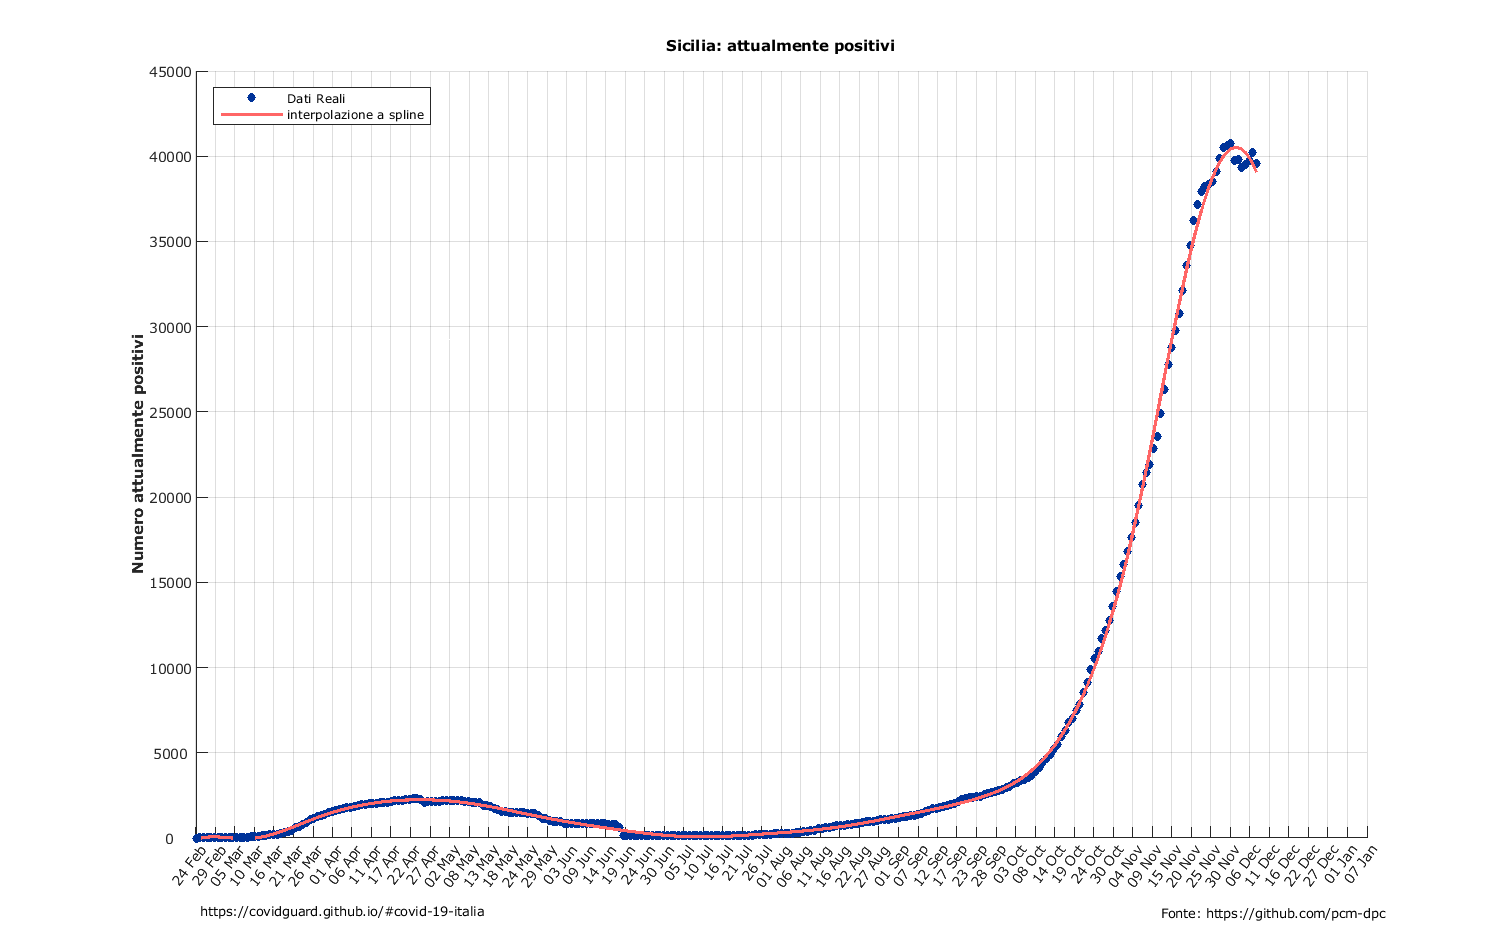 Sicilia: attualmente positivi
Dati Reali
interpolazione a spline
Numero attualmente positivi
45000
40000
35000
30000
25000
20000
15000
10000
5000
0
24 Feb
29 Feb
05 Mar
10 Mar
16 Mar
21 Mar
26 Mar
01 Apr
06 Apr
11 Apr
17 Apr
22 Apr
27 Apr
02 May
08 May
13 May
18 May
24 May
29 May
03 Jun
09 Jun
14 Jun
19 Jun
24 Jun
30 Jun
05 Jul
10 Jul
16 Jul
21 Jul
26 Jul
01 Aug
06 Aug
11 Aug
16 Aug
22 Aug
27 Aug
01 Sep
07 Sep
12 Sep
17 Sep
23 Sep
28 Sep
03 Oct
08 Oct
14 Oct
19 Oct
24 Oct
30 Oct
04 Nov
09 Nov
15 Nov
20 Nov
25 Nov
30 Nov
06 Dec
11 Dec
16 Dec
22 Dec
27 Dec
01 Jan
07 Jan
https://covidguard.github.io/#covid-19-italia
Fonte: https://github.com/pcm-dpc